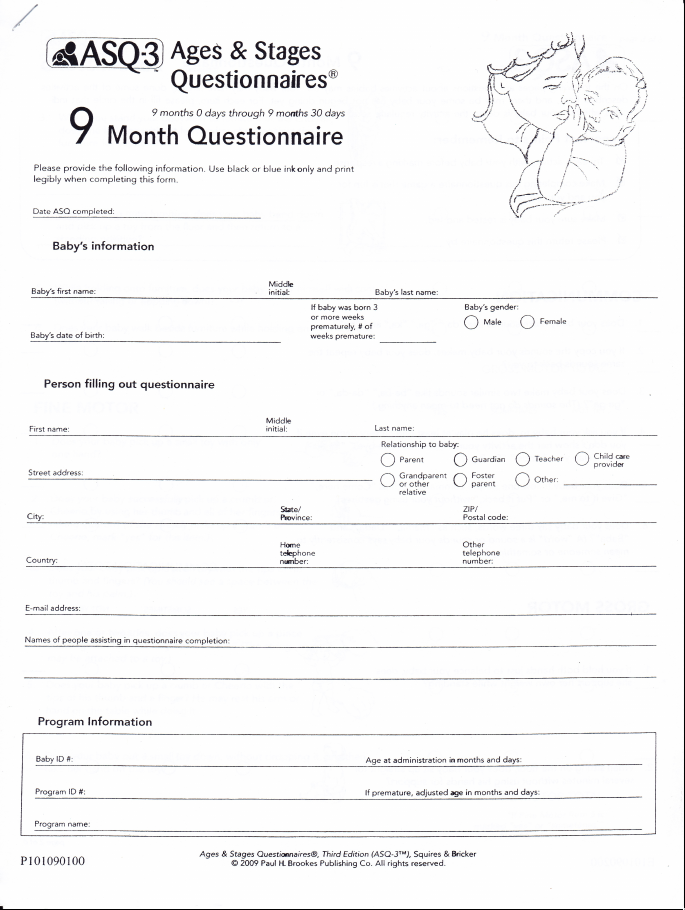 ASQ-3 Ages & Stages
Questionnaires®
9 months 0 days through 9 months 30 days
9 Month Questionnaire
Please provide the following information. Use black or blue ink only and print
legibly when completing this form.
Date ASQ completed:
Baby's information
Baby's first name:
Middle
initial:
Baby's last name:
Baby's date of birth:
If baby was born 3
or more weeks
prematurely, # of
weeks premature:
Baby's gender:
Male
Female
Person filling out questionnaire
First name:
Middle
initial:
Last name:
Street address:
Relationship to baby:
Parent
Guardian
Teacher
Child care
provider
Grandparent
or other
relative
Foster
parent
Other:
City:
State/
Province:
ZIP/
Postal code:
Country:
Home
telephone
number:
Other
telephone
number:
E-mail address:
Names of people assisting in questionnaire completion:
Program Information
Baby ID #:
Age at administration in months and days:
Program ID #:
If premature, adjusted age in months and days:
Program name:
P101090100
Ages & Stages Questionnaires®, Third Edition (ASQ-3™), Squires & Bricker
© 2009 Paul H. Brookes Publishing Co. All rights reserved.